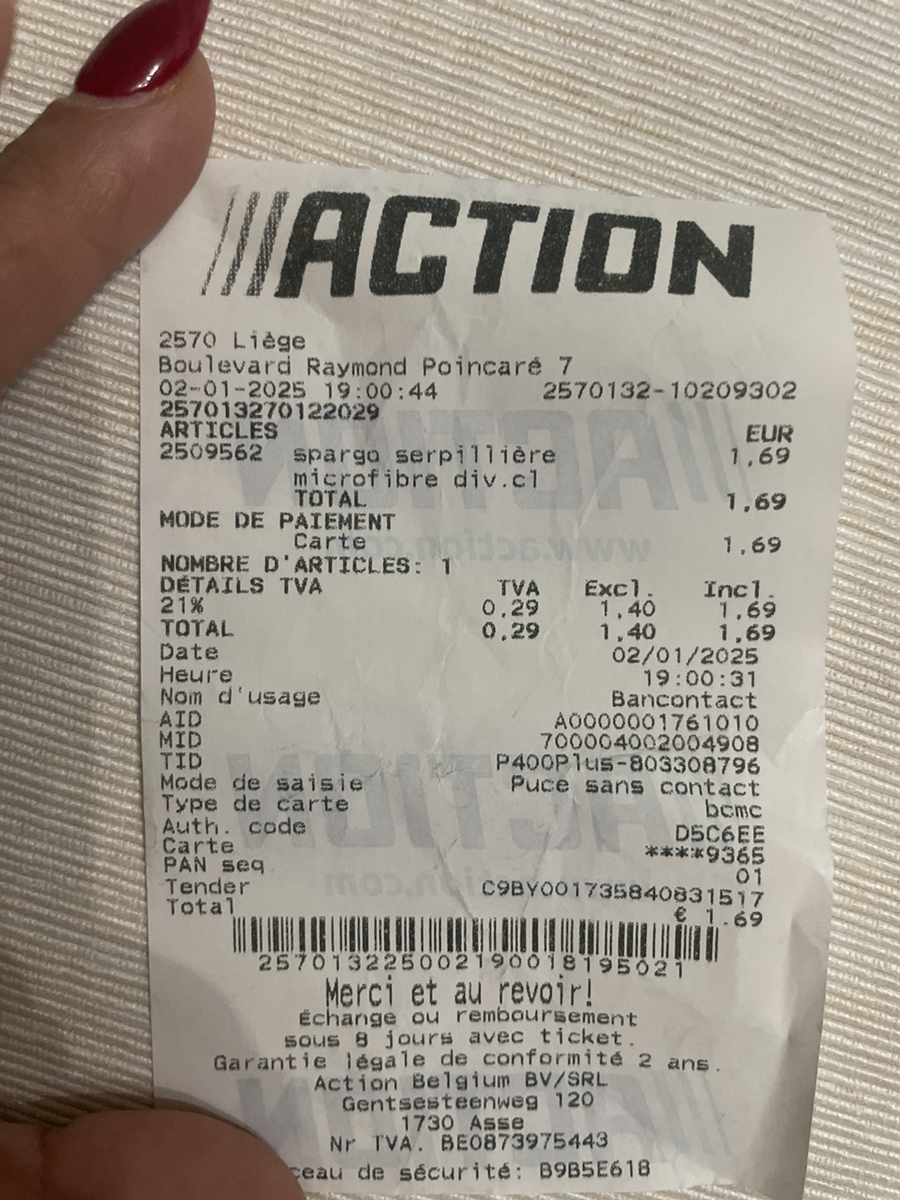 ACTION
2570 Liège
Boulevard Raymond Poincaré 7
02-01-2025 19:00:44 2570132-10209302
257013270122029
ARTICLES EUR
2509562 spargo serpillière 1,69
microfibre div.cl
TOTAL 1,69
MODE DE PAIEMENT
Carte 1,69
NOMBRE D'ARTICLES: 1
DÉTAILS TVA TVA Excl. Incl.
21% 0,29 1,40 1,69
TOTAL 0,29 1,40 1,69
Date 02/01/2025
Heure 19:00:31
Nom d'usage Bancontact
AID A0000001761010
MID 700004002004908
TID P400Plus-803308796
Mode de saisie Puce sans contact
Type de carte bcmc
Auth. code D5C6EE
Carte ****9365
PAN seq 01
Tender C9BY001735840831517
Total € 1.69
257013225002190018195021
Merci et au revoir!
Échange ou remboursement
sous 8 jours avec ticket.
Garantie légale de conformité 2 ans.
Action Belgium BV/SRL
Gentsesteenweg 120
1730 Asse
Nr TVA. BE0873975443
de sécurité: B9B5E618